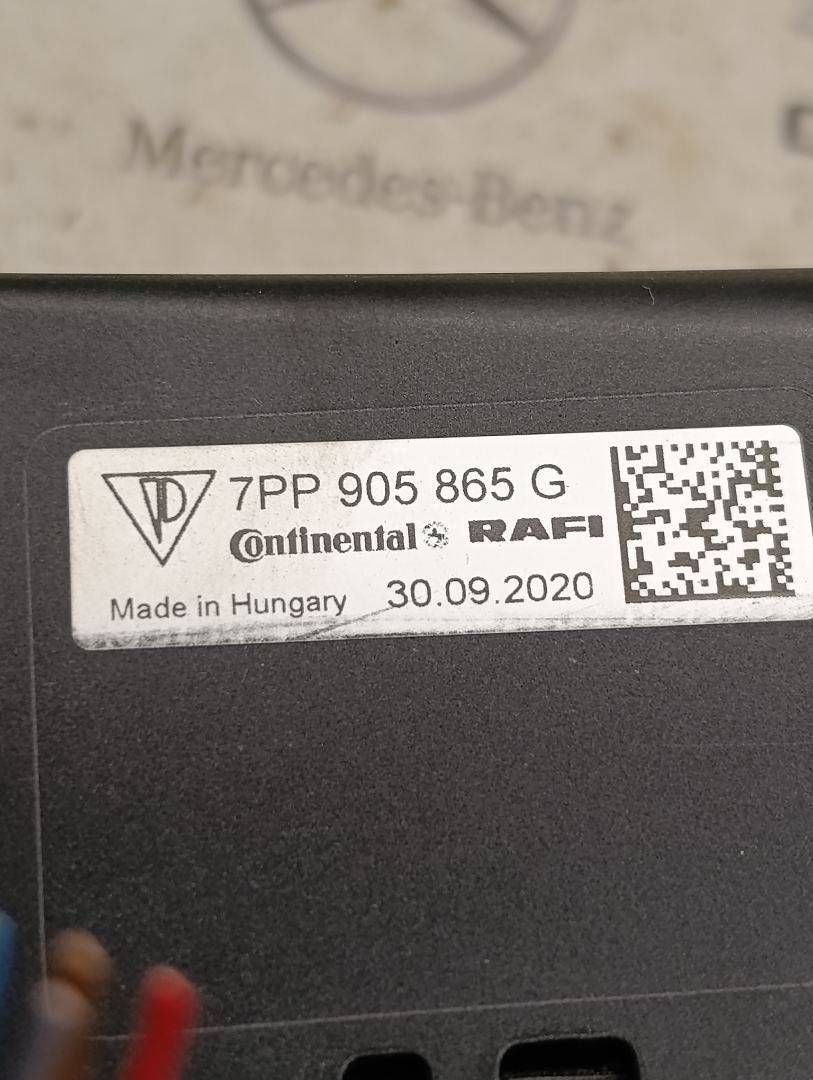 Mercedes-Benz
7PP 905 865 G
Continental RAFI
Made in Hungary 30.09.2020